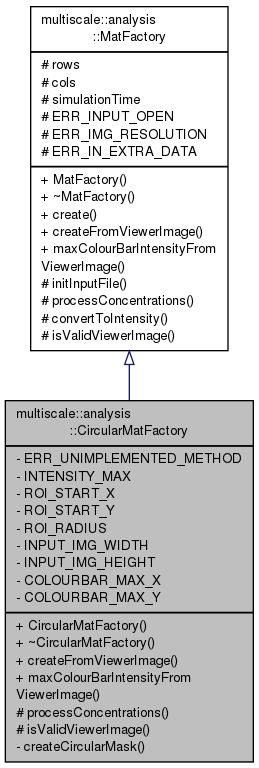 multiscale::analysis
::MatFactory
# rows
# cols
# simulationTime
# ERR_INPUT_OPEN
# ERR_IMG_RESOLUTION
# ERR_IN_EXTRA_DATA
+ MatFactory()
+ ~MatFactory()
+ create()
+ createFromViewerImage()
+ maxColourBarIntensityFrom
ViewerImage()
# initInputFile()
# processConcentrations()
# convertToIntensity()
# isValidViewerImage()
multiscale::analysis
::CircularMatFactory
- ERR_UNIMPLEMENTED_METHOD
- INTENSITY_MAX
- ROI_START_X
- ROI_START_Y
- ROI_RADIUS
- INPUT_IMG_WIDTH
- INPUT_IMG_HEIGHT
- COLOURBAR_MAX_X
- COLOURBAR_MAX_Y
+ CircularMatFactory()
+ ~CircularMatFactory()
+ createFromViewerImage()
+ maxColourBarIntensityFrom
ViewerImage()
# processConcentrations()
# isValidViewerImage()
- createCircularMask()